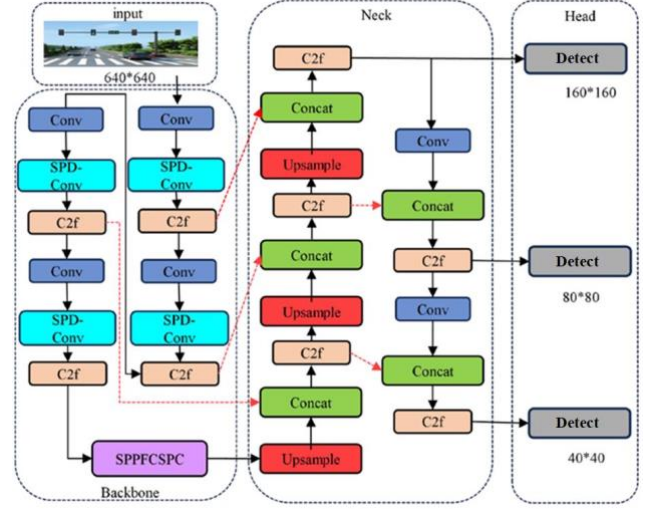 input
640*640
Conv
SPD-
Conv
C2f
Conv
SPD-
Conv
C2f
Conv
SPD-
Conv
C2f
Conv
SPD-
Conv
C2f
SPPFCSPC
Backbone
Neck
C2f
Concat
Upsample
C2f
Concat
Upsample
C2f
Concat
Upsample
Conv
Concat
C2f
Conv
Concat
C2f
Head
Detect
160*160
Detect
80*80
Detect
40*40